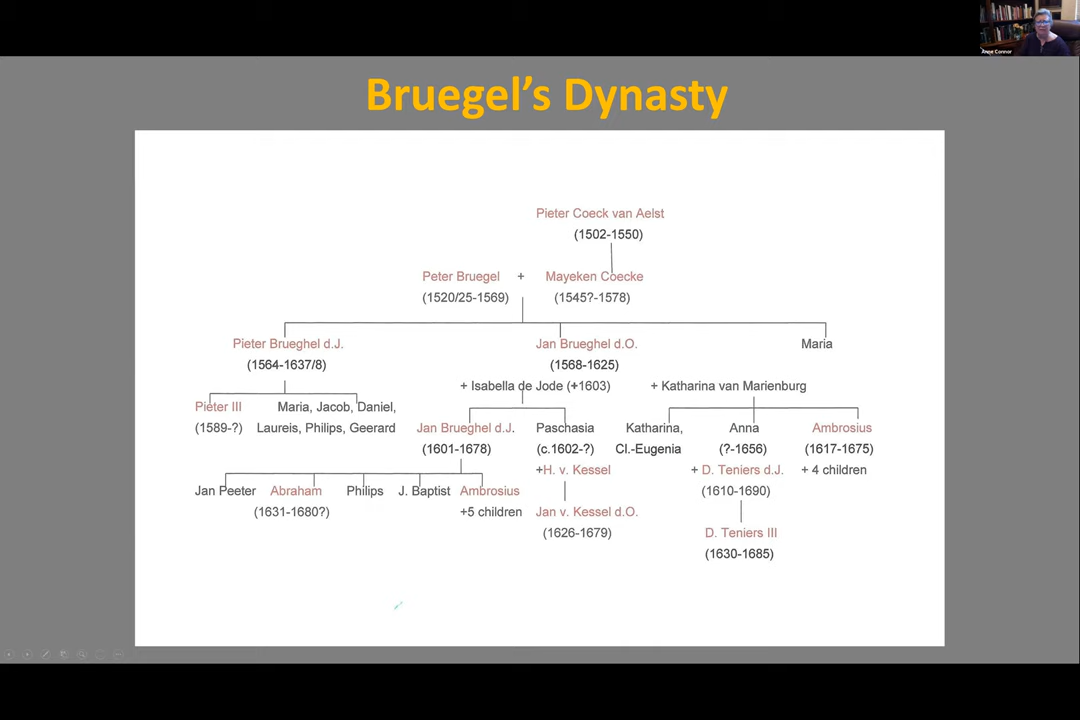 Anne Connor
Bruegel's Dynasty
Pieter Coeck van Aelst
(1502-1550)
Peter Bruegel + Mayeken Coecke
(1520/25-1569) (1545?-1578)
Pieter Brueghel d.J. Jan Brueghel d.O. Maria
(1564-1637/8) (1568-1625)
+ Isabella de Jode (+1603) + Katharina van Marienburg
Pieter III Maria, Jacob, Daniel, Jan Brueghel d.J. Paschasia Katharina, Anna Ambrosius
(1589-?) Laureis, Philips, Geerard (1601-1678) (c.1602-?) Cl.-Eugenia (?-1656) (1617-1675)
+H. v. Kessel + D. Teniers d.J. + 4 children
Jan Peeter Abraham Philips J. Baptist Ambrosius (1610-1690)
(1631-1680?) +5 children Jan v. Kessel d.O.
(1626-1679) D. Teniers III
(1630-1685)